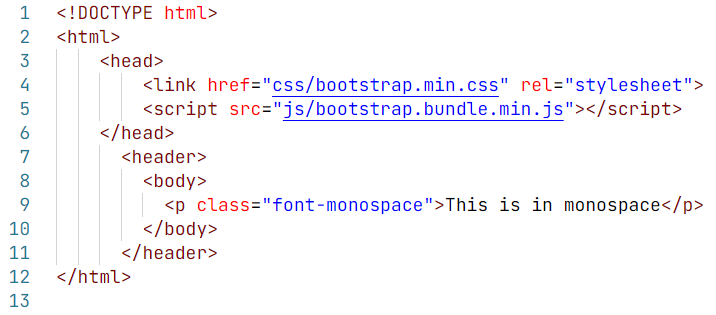 1 <!DOCTYPE html>
2 <html>
3 <head>
4 <link href="css/bootstrap.min.css" rel="stylesheet">
5 <script src="js/bootstrap.bundle.min.js"></script>
6 </head>
7 <header>
8 <body>
9 <p class="font-monospace">This is in monospace</p>
10 </body>
11 </header>
12 </html>
13